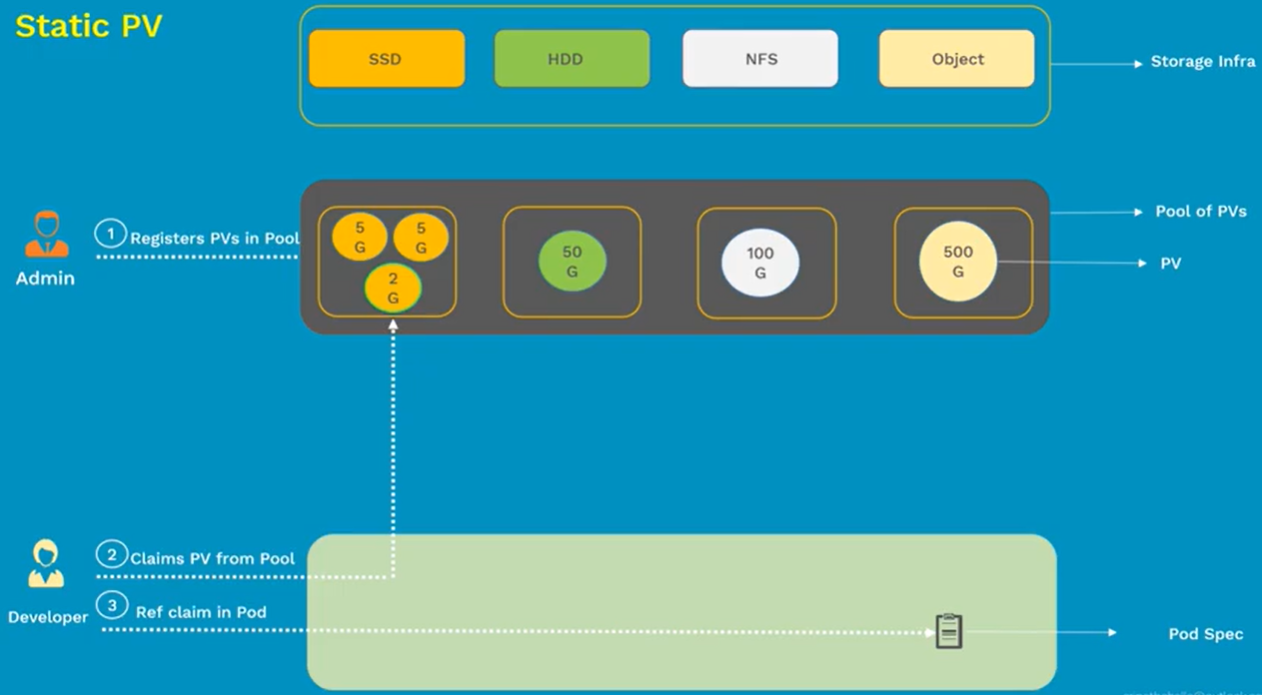 Static PV
SSD
HDD
NFS
Object
Storage Infra
Admin
1 Registers PVs in Pool
5
G
5
G
2
G
50
G
100
G
500
G
Pool of PVs
PV
Developer
2 Claims PV from Pool
3 Ref claim in Pod
Pod Spec